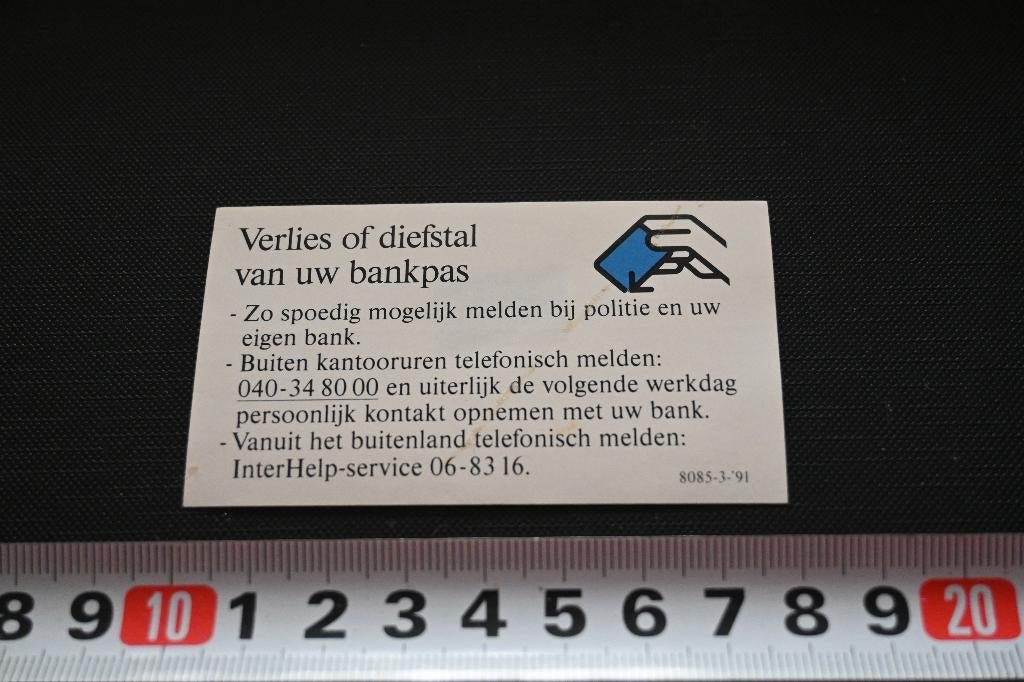 Verlies of diefstal
van uw bankpas
- Zo spoedig mogelijk melden bij politie en uw
eigen bank.
- Buiten kantooruren telefonisch melden:
040-34 80 00 en uiterlijk de volgende werkdag
persoonlijk kontakt opnemen met uw bank.
- Vanuit het buitenland telefonisch melden:
InterHelp-service 06-83 16.
8085-3-'91
8 9 10 1 2 3 4 5 6 7 8 9 20